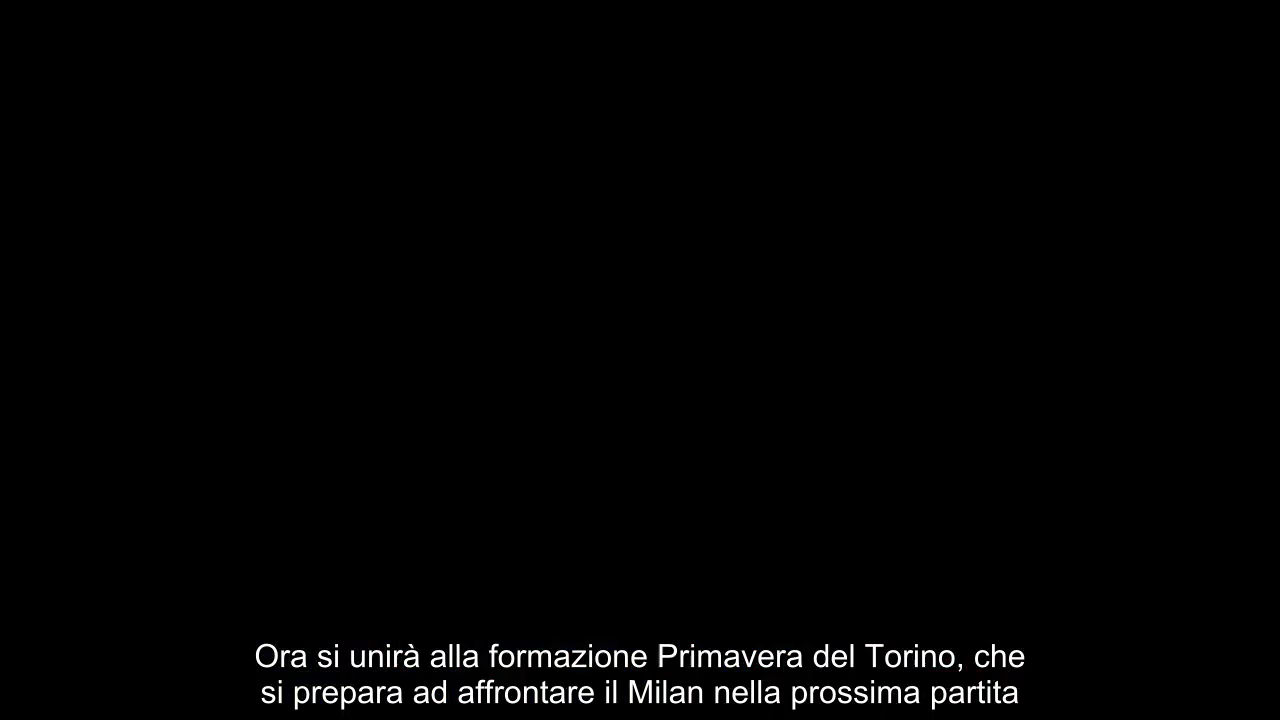 Ora si unirà alla formazione Primavera del Torino, che
si prepara ad affrontare il Milan nella prossima partita